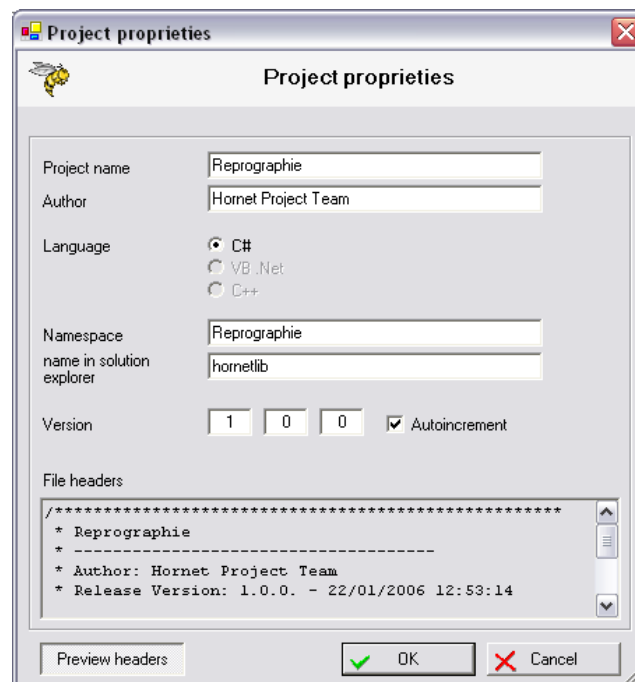 Project proprieties
Project proprieties
Project name Reprographie
Author Hornet Project Team
Language C#
VB .Net
C++
Namespace Reprographie
name in solution
explorer hornetlib
Version 1 0 0 Autoincrement
File headers
/****************************************************
* Reprographie
* -------------------------------------
* Author: Hornet Project Team
* Release Version: 1.0.0. - 22/01/2006 12:53:14
Preview headers OK Cancel